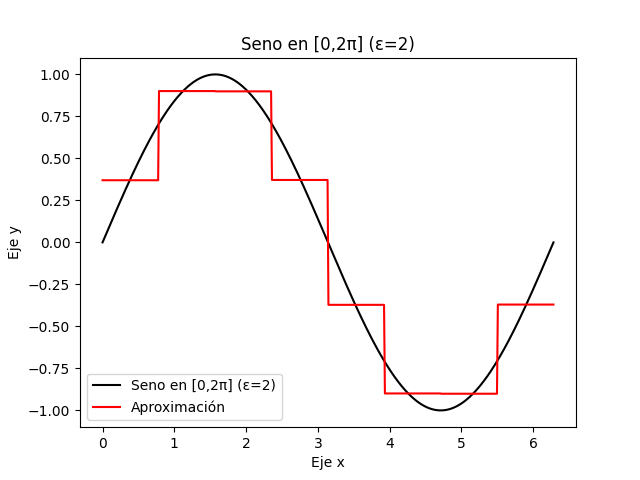 Seno en [0,2π] (ε=2)
Eje y
1.00
0.75
0.50
0.25
0.00
−0.25
−0.50
−0.75
−1.00
Seno en [0,2π] (ε=2)
Aproximación
0 1 2 3 4 5 6
Eje x